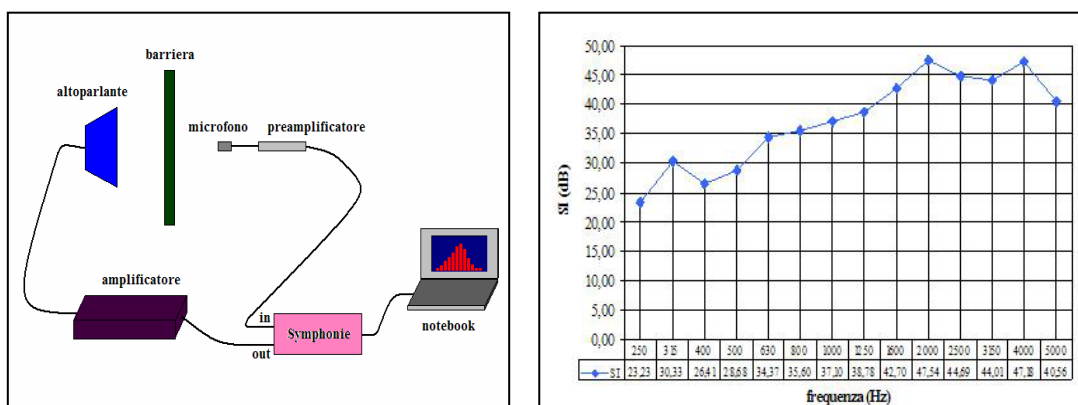 barriera
altoparlante
microfono preamplificatore
amplificatore
in
out
Symphonie
notebook
SI (dB)
50,00
45,00
40,00
35,00
30,00
25,00
20,00
15,00
10,00
5,00
0,00
250 315 400 500 630 800 1000 1250 1600 2000 2500 3150 4000 5000
SI 23,23 30,33 26,41 28,68 34,37 35,60 37,10 38,78 42,70 47,54 44,69 44,01 47,18 40,56
frequenza (Hz)